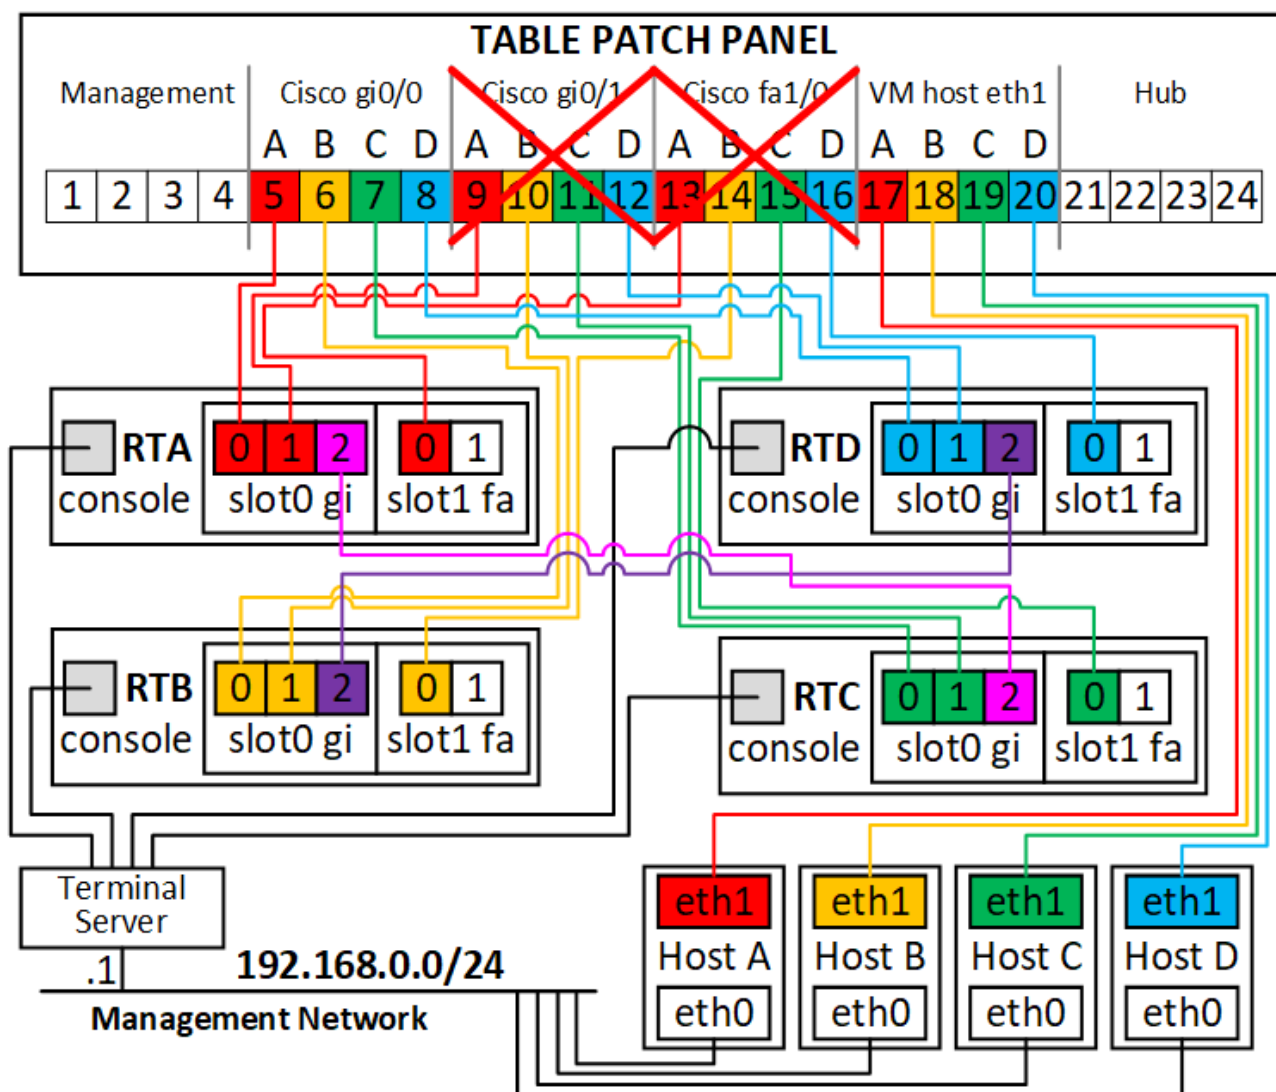 TABLE PATCH PANEL
Management Cisco gi0/0 Cisco gi0/1 Cisco fa1/0 VM host eth1 Hub
A B C D A B C D A B C D A B C D
1 2 3 4 5 6 7 8 9 10 11 12 13 14 15 16 17 18 19 20 21 22 23 24
RTA 0 1 2 0 1
console slot0 gi slot1 fa
RTD 0 1 2 0 1
console slot0 gi slot1 fa
RTB 0 1 2 0 1
console slot0 gi slot1 fa
RTC 0 1 2 0 1
console slot0 gi slot1 fa
Terminal
Server
.1 192.168.0.0/24
Management Network
eth1 eth1 eth1 eth1
Host A Host B Host C Host D
eth0 eth0 eth0 eth0